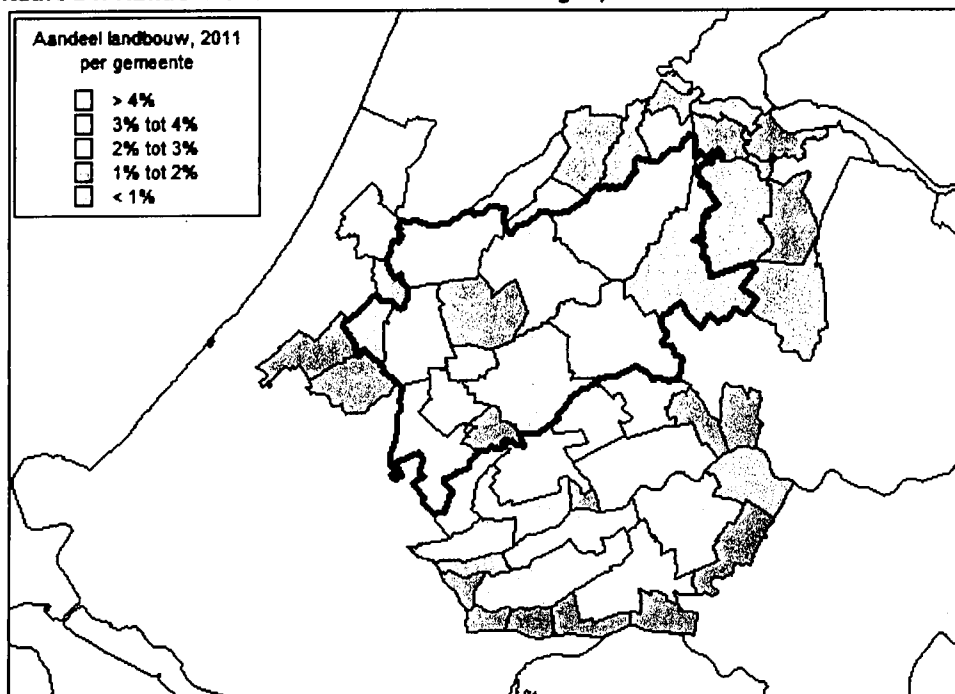 Aandeel landbouw, 2011
per gemeente
> 4%
3% tot 4%
2% tot 3%
1% tot 2%
< 1%